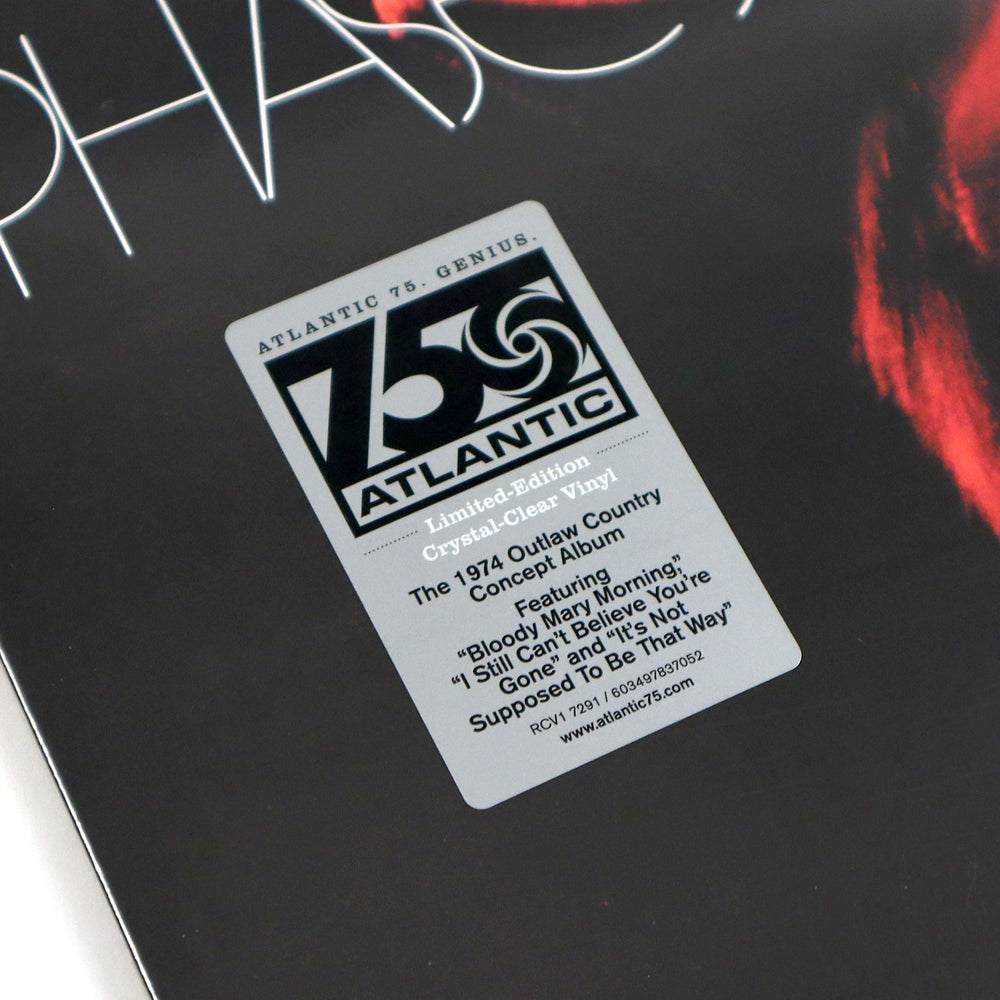 PHASES
ATLANTIC 75. GENIUS.
75
ATLANTIC
Limited-Edition
Crystal-Clear Vinyl
The 1974 Outlaw Country
Concept Album
Featuring
“Bloody Mary Morning,”
“I Still Can’t Believe You’re
Gone” and “It’s Not
Supposed To Be That Way”
RCV1 7291 / 603497837052
www.atlantic75.com